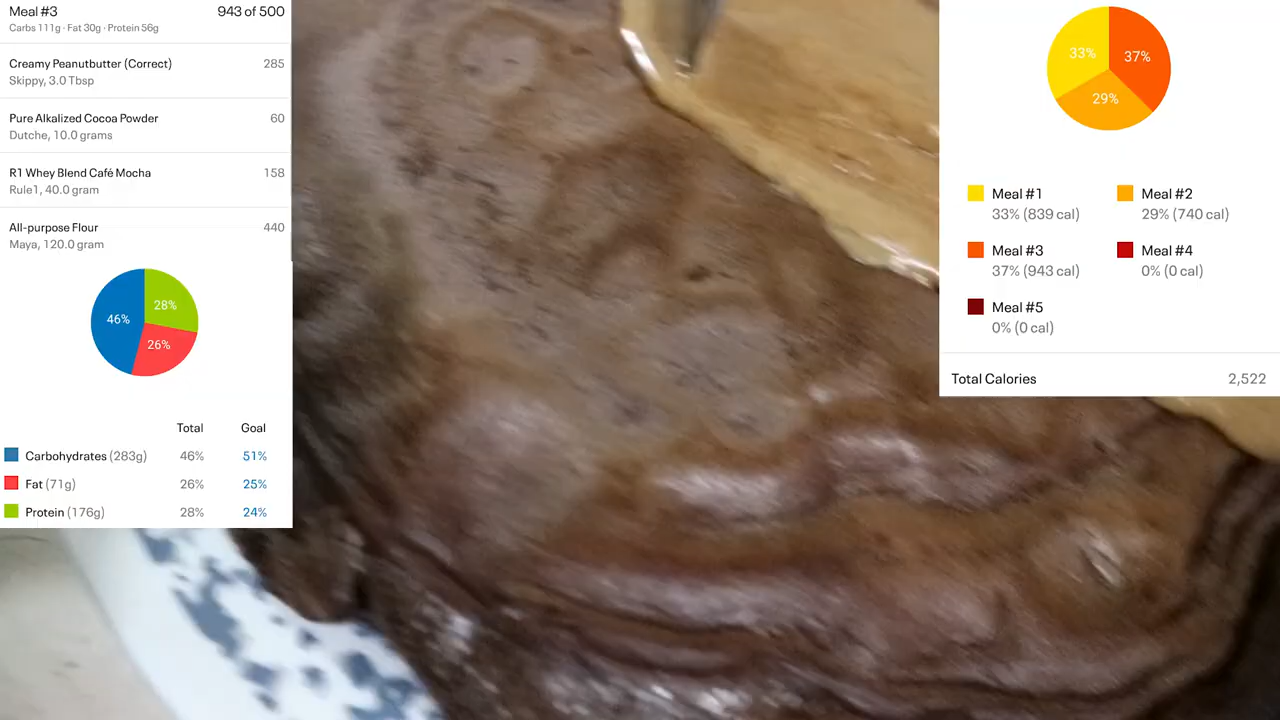 Meal #3 943 of 500
Carbs 111g · Fat 30g · Protein 56g
Creamy Peanutbutter (Correct) 285
Skippy, 3.0 Tbsp
Pure Alkalized Cocoa Powder 60
Dutche, 10.0 grams
R1 Whey Blend Café Mocha 158
Rule1, 40.0 gram
All-purpose Flour 440
Maya, 120.0 gram
46% 28%
26%
Total Goal
Carbohydrates (283g) 46% 51%
Fat (71g) 26% 25%
Protein (176g) 28% 24%
33% 37%
29%
Meal #1 Meal #2
33% (839 cal) 29% (740 cal)
Meal #3 Meal #4
37% (943 cal) 0% (0 cal)
Meal #5
0% (0 cal)
Total Calories 2,522